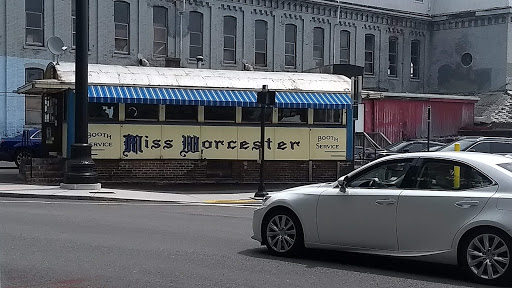 BOOTH
SERVICE
Miss Worcester
BOOTH
SERVICE